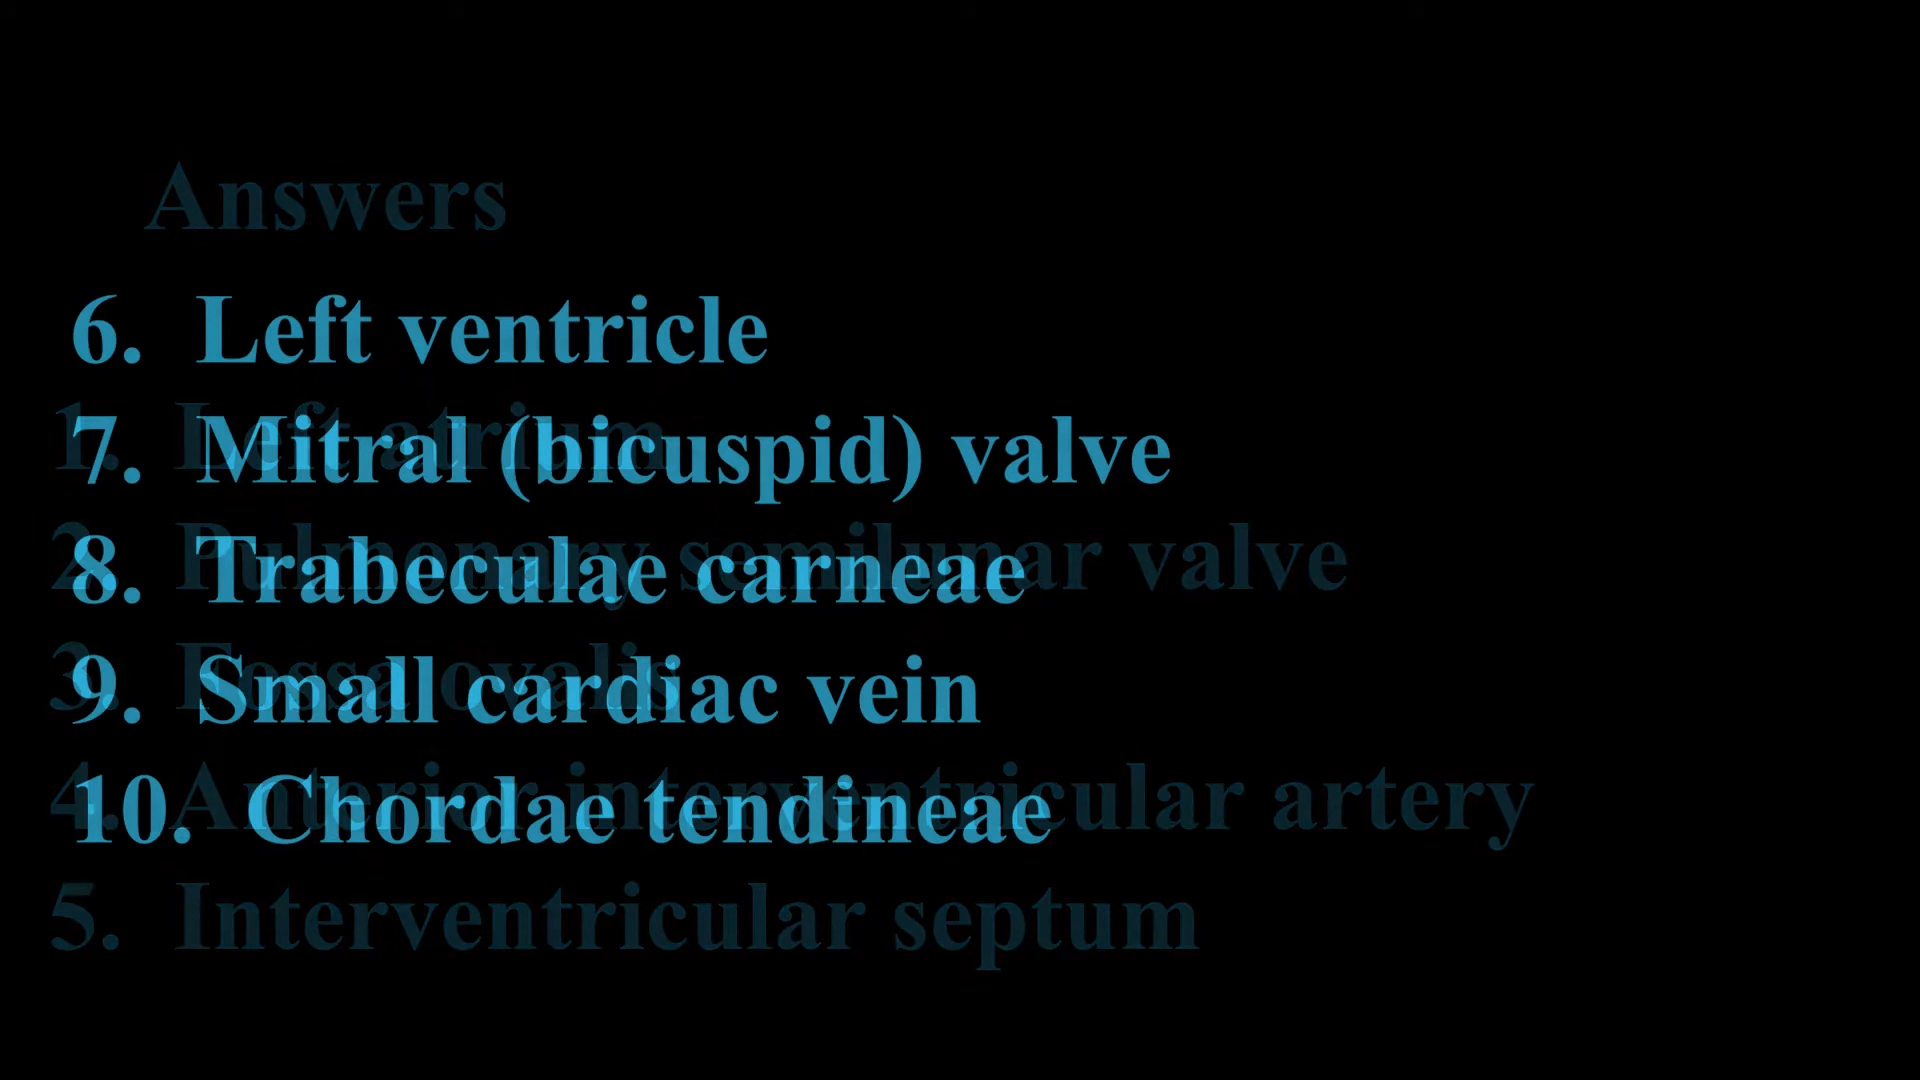 Answers
1. Left atrium
2. Pulmonary semilunar valve
3. Fossa ovalis
4. Anterior interventricular artery
5. Interventricular septum
6. Left ventricle
7. Mitral (bicuspid) valve
8. Trabeculae carneae
9. Small cardiac vein
10. Chordae tendineae